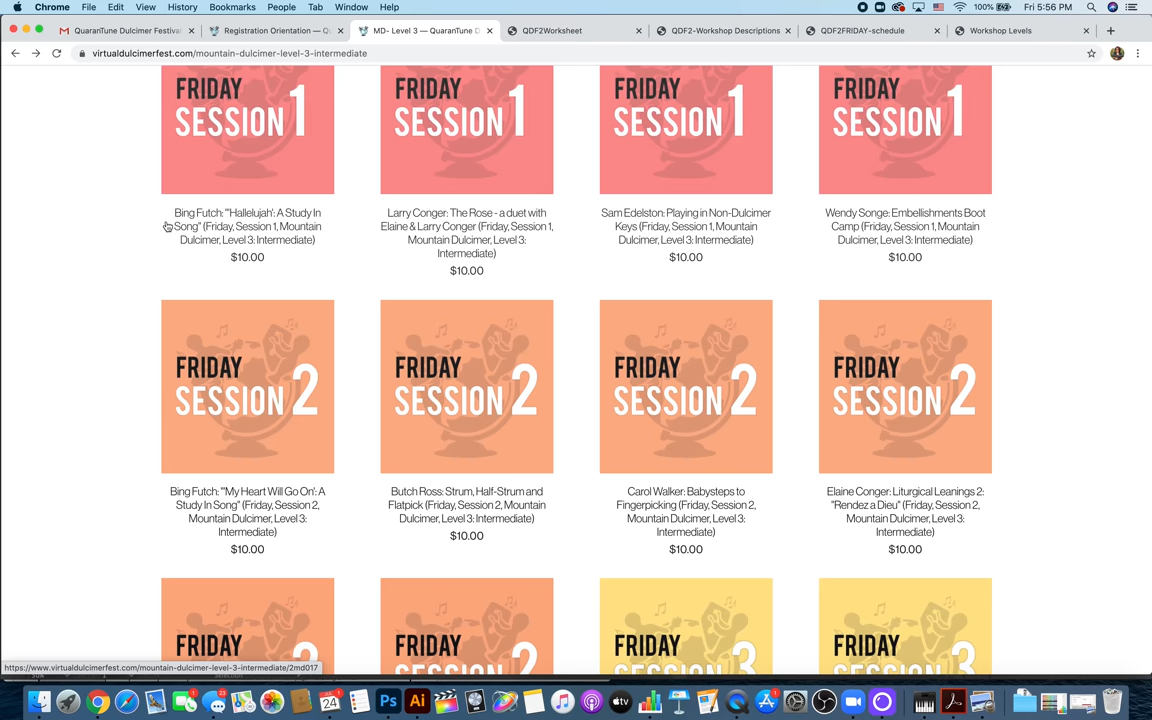 Chrome File Edit View History Bookmarks People Tab Window Help 100% Fri 5:56 PM
QuaranTune Dulcimer Festival Registration Orientation — Qu MD- Level 3 — QuaranTune D QDF2Worksheet QDF2-Workshop Descriptions QDF2FRIDAY-schedule Workshop Levels
virtualdulcimerfest.com/mountain-dulcimer-level-3-intermediate
FRIDAY FRIDAY FRIDAY FRIDAY
SESSION 1 SESSION 1 SESSION 1 SESSION 1
Bing Futch: "'Hallelujah': A Study In
Song" (Friday, Session 1, Mountain
Dulcimer, Level 3: Intermediate)
$10.00
Larry Conger: The Rose - a duet with
Elaine & Larry Conger (Friday, Session 1,
Mountain Dulcimer, Level 3:
Intermediate)
$10.00
Sam Edelston: Playing in Non-Dulcimer
Keys (Friday, Session 1, Mountain
Dulcimer, Level 3: Intermediate)
$10.00
Wendy Songe: Embellishments Boot
Camp (Friday, Session 1, Mountain
Dulcimer, Level 3: Intermediate)
$10.00
FRIDAY FRIDAY FRIDAY FRIDAY
SESSION 2 SESSION 2 SESSION 2 SESSION 2
Bing Futch: "'My Heart Will Go On': A
Study In Song" (Friday, Session 2,
Mountain Dulcimer, Level 3:
Intermediate)
$10.00
Butch Ross: Strum, Half-Strum and
Flatpick (Friday, Session 2, Mountain
Dulcimer, Level 3: Intermediate)
$10.00
Carol Walker: Babysteps to
Fingerpicking (Friday, Session 2,
Mountain Dulcimer, Level 3:
Intermediate)
$10.00
Elaine Conger: Liturgical Leanings 2:
"Rendez a Dieu" (Friday, Session 2,
Mountain Dulcimer, Level 3:
Intermediate)
$10.00
FRIDAY FRIDAY FRIDAY FRIDAY
https://www.virtualdulcimerfest.com/mountain-dulcimer-level-3-intermediate/2md017